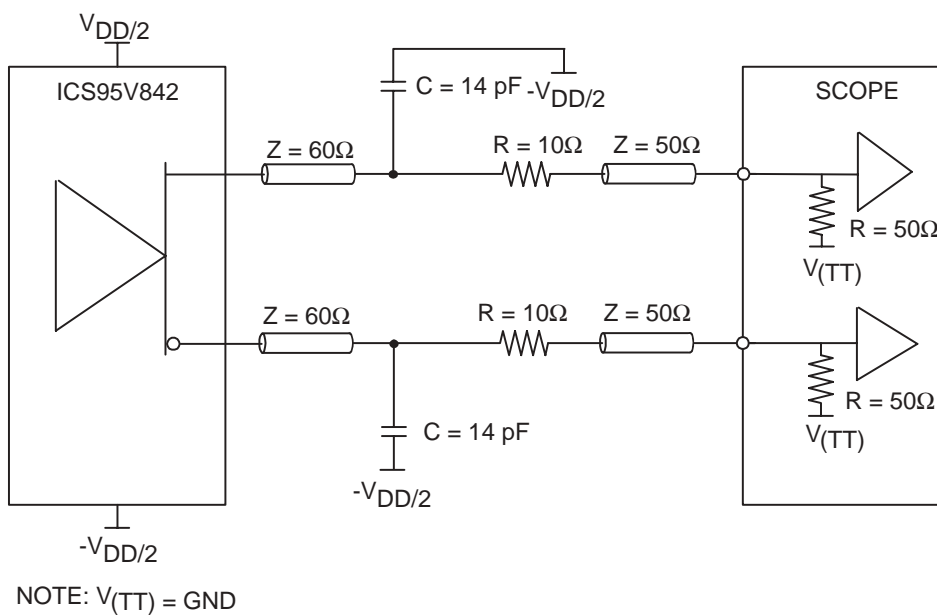 VDD/2
ICS95V842
C = 14 pF
-VDD/2
SCOPE
Z = 60Ω
R = 10Ω
Z = 50Ω
R = 50Ω
V(TT)
Z = 60Ω
R = 10Ω
Z = 50Ω
R = 50Ω
V(TT)
C = 14 pF
-VDD/2
-VDD/2
NOTE: V(TT) = GND